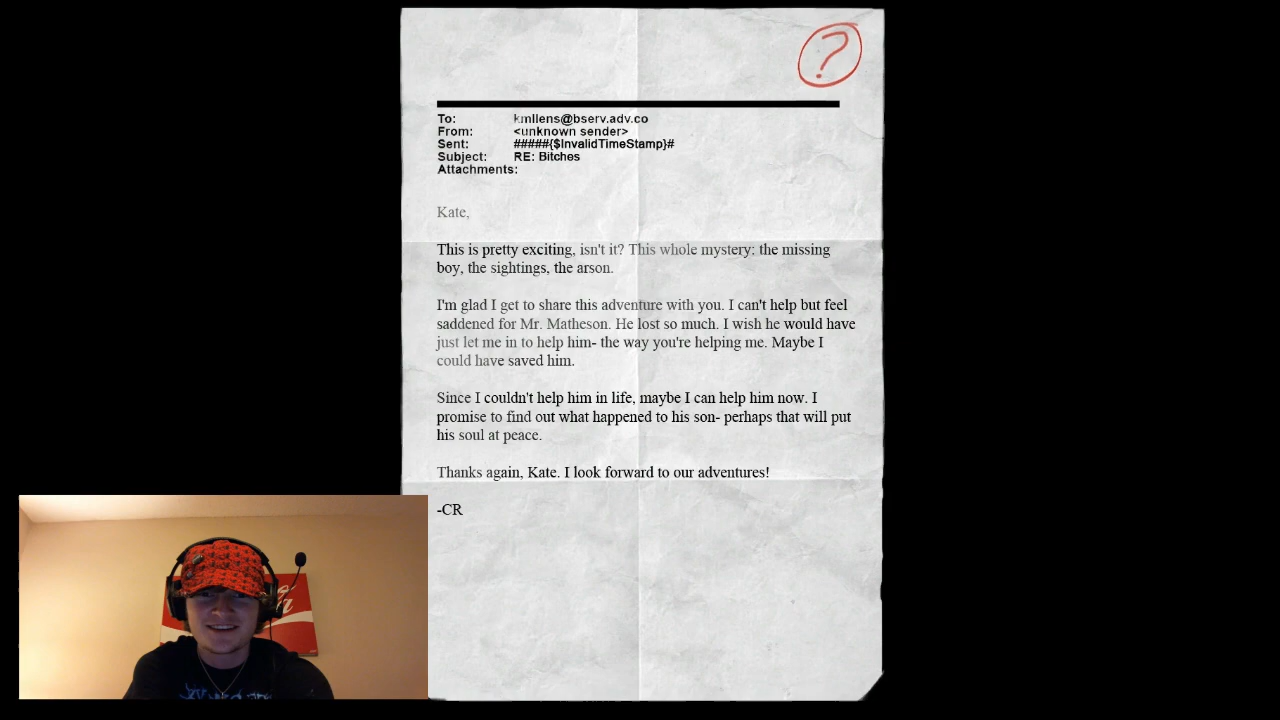 ?
To: kmilens@bserv.adv.co
From: <unknown sender>
Sent: #####{$InvalidTimeStamp}#
Subject: RE: Bitches
Attachments:
Kate,
This is pretty exciting, isn't it? This whole mystery: the missing
boy, the sightings, the arson.
I'm glad I get to share this adventure with you. I can't help but feel
saddened for Mr. Matheson. He lost so much. I wish he would have
just let me in to help him- the way you're helping me. Maybe I
could have saved him.
Since I couldn't help him in life, maybe I can help him now. I
promise to find out what happened to his son- perhaps that will put
his soul at peace.
Thanks again, Kate. I look forward to our adventures!
-CR